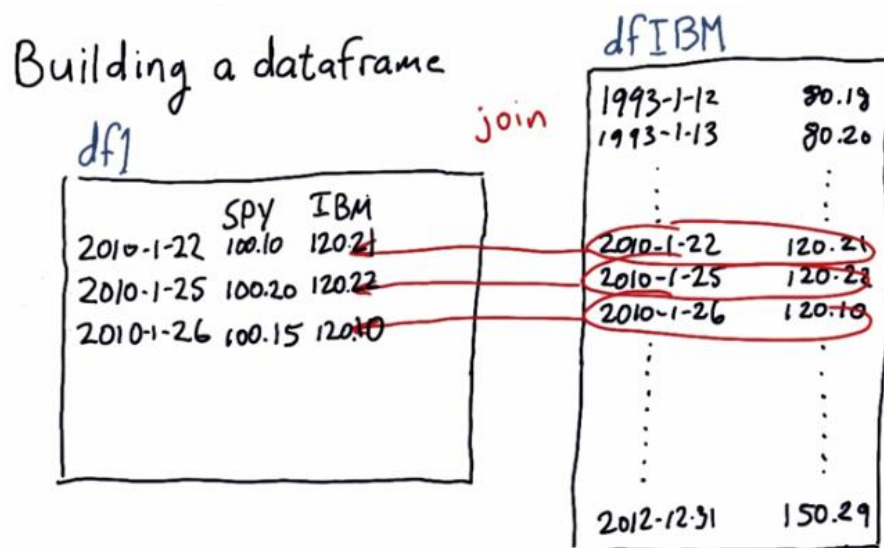 Building a dataframe
df1
SPY IBM
2010-1-22 100.10 120.21
2010-1-25 100.20 120.22
2010-1-26 100.15 120.10
join
dfIBM
1993-1-12 80.18
1993-1-13 80.20
2010-1-22 120.21
2010-1-25 120.22
2010-1-26 120.10
2012-12-31 150.29